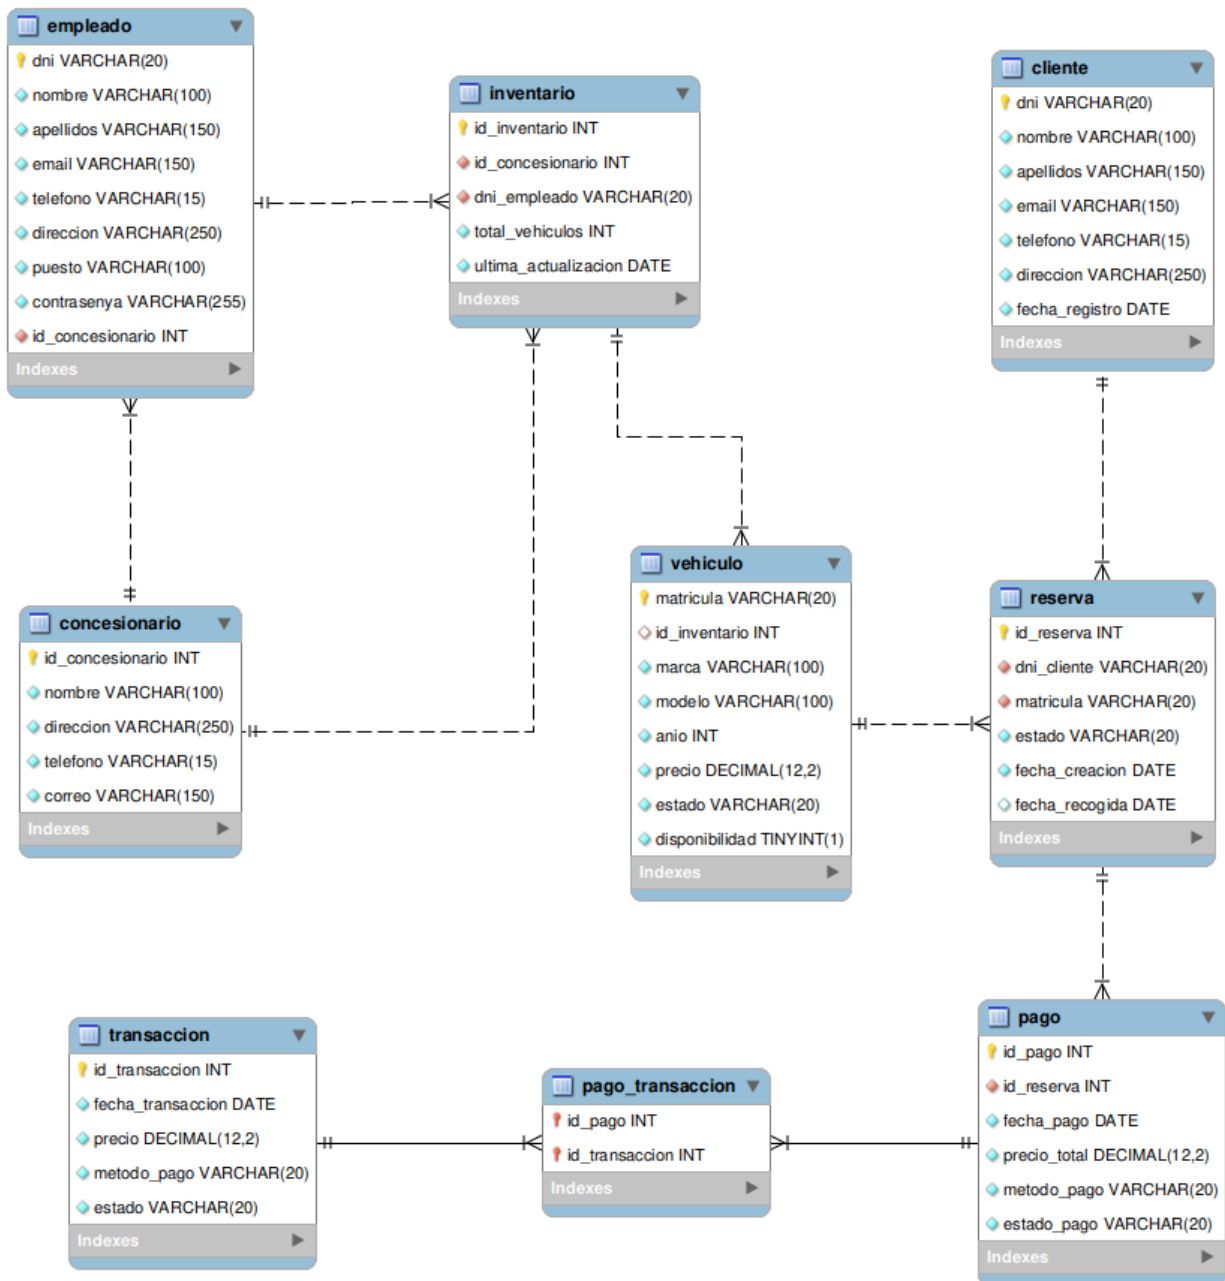 empleado
dni VARCHAR(20)
nombre VARCHAR(100)
apellidos VARCHAR(150)
email VARCHAR(150)
telefono VARCHAR(15)
direccion VARCHAR(250)
puesto VARCHAR(100)
contrasenya VARCHAR(255)
id_concesionario INT
Indexes
inventario
id_inventario INT
id_concesionario INT
dni_empleado VARCHAR(20)
total_vehiculos INT
ultima_actualizacion DATE
Indexes
cliente
dni VARCHAR(20)
nombre VARCHAR(100)
apellidos VARCHAR(150)
email VARCHAR(150)
telefono VARCHAR(15)
direccion VARCHAR(250)
fecha_registro DATE
Indexes
concesionario
id_concesionario INT
nombre VARCHAR(100)
direccion VARCHAR(250)
telefono VARCHAR(15)
correo VARCHAR(150)
Indexes
vehiculo
matricula VARCHAR(20)
id_inventario INT
marca VARCHAR(100)
modelo VARCHAR(100)
anio INT
precio DECIMAL(12,2)
estado VARCHAR(20)
disponibilidad TINYINT(1)
Indexes
reserva
id_reserva INT
dni_cliente VARCHAR(20)
matricula VARCHAR(20)
estado VARCHAR(20)
fecha_creacion DATE
fecha_recogida DATE
Indexes
transaccion
id_transaccion INT
fecha_transaccion DATE
precio DECIMAL(12,2)
metodo_pago VARCHAR(20)
estado VARCHAR(20)
Indexes
pago_transaccion
id_pago INT
id_transaccion INT
Indexes
pago
id_pago INT
id_reserva INT
fecha_pago DATE
precio_total DECIMAL(12,2)
metodo_pago VARCHAR(20)
estado_pago VARCHAR(20)
Indexes